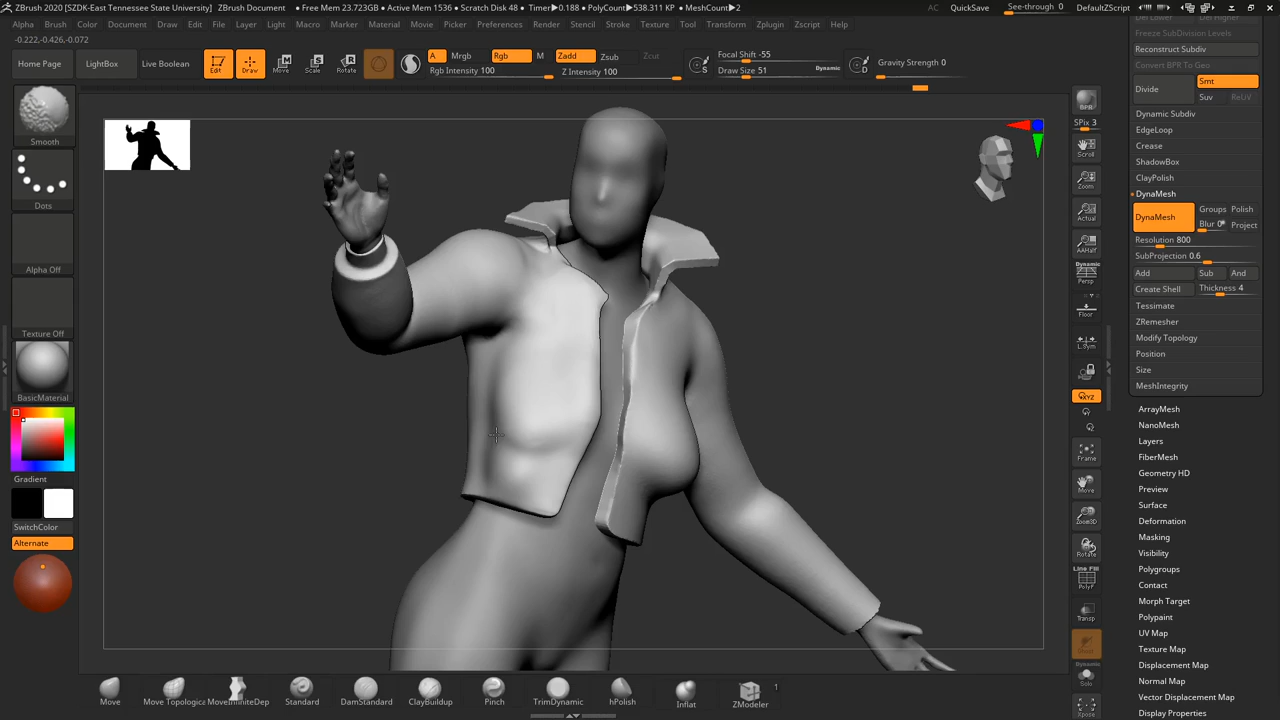 ZBrush 2020 [SZDK-East Tennessee State University] ZBrush Document • Free Mem 23.723GB • Active Mem 1536 • Scratch Disk 48 • Timer▶0.188 • PolyCount▶538.311 KP • MeshCount▶2 AC QuickSave See-through 0 Menus DefaultZScript
Alpha Brush Color Document Draw Edit File Layer Light Macro Marker Material Movie Picker Preferences Render Stencil Stroke Texture Tool Transform Zplugin Zscript Help
-0.222,-0.426,-0.072
Home Page LightBox Live Boolean Edit Draw Move Scale Rotate
A Mrgb Rgb M Zadd Zsub Zcut
Rgb Intensity 100 Z Intensity 100
Focal Shift -55
Draw Size 51 Dynamic
Gravity Strength 0
S
D
Smooth
Dots
Alpha Off
Texture Off
BasicMaterial
Gradient
SwitchColor
Alternate
BPR
SPix 3
Scroll
Zoom
Actual
AAHalf
Dynamic
Persp
Floor
L.Sym
XYZ
Frame
Move
Zoom3D
Rotate
Line Fill
PolyF
Transp
Ghost
Dynamic
Solo
Xpose
Del Lower Del Higher
Freeze SubDivision Levels
Reconstruct Subdiv
Convert BPR To Geo
Divide Smt
Suv ReUV
Dynamic Subdiv
EdgeLoop
Crease
ShadowBox
ClayPolish
DynaMesh
DynaMesh Groups Polish
Blur 0 Project
Resolution 800
SubProjection 0.6
Add Sub And
Create Shell Thickness 4
Tessimate
ZRemesher
Modify Topology
Position
Size
MeshIntegrity
ArrayMesh
NanoMesh
Layers
FiberMesh
Geometry HD
Preview
Surface
Deformation
Masking
Visibility
Polygroups
Contact
Morph Target
Polypaint
UV Map
Texture Map
Displacement Map
Normal Map
Vector Displacement Map
Display Properties
Move Move Topologic MoveInfiniteDep Standard DamStandard ClayBuildup Pinch TrimDynamic hPolish Inflat ZModeler 1